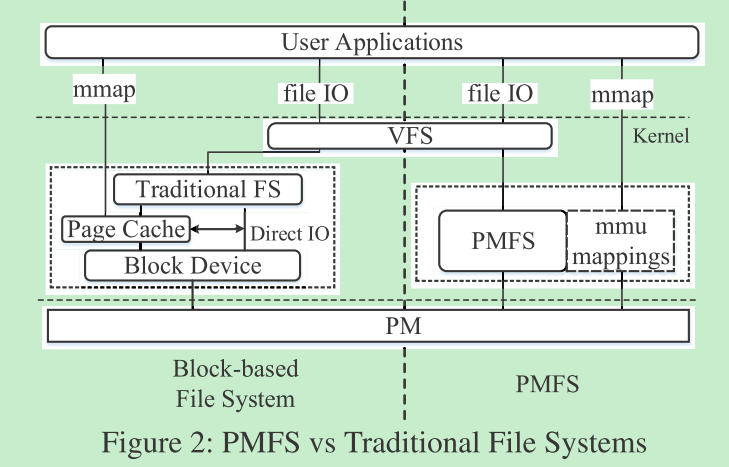 User Applications
mmap
file IO
file IO
mmap
VFS
Kernel
Traditional FS
Page Cache
Direct IO
Block Device
PMFS
mmu
mappings
PM
Block-based
File System
PMFS
Figure 2: PMFS vs Traditional File Systems